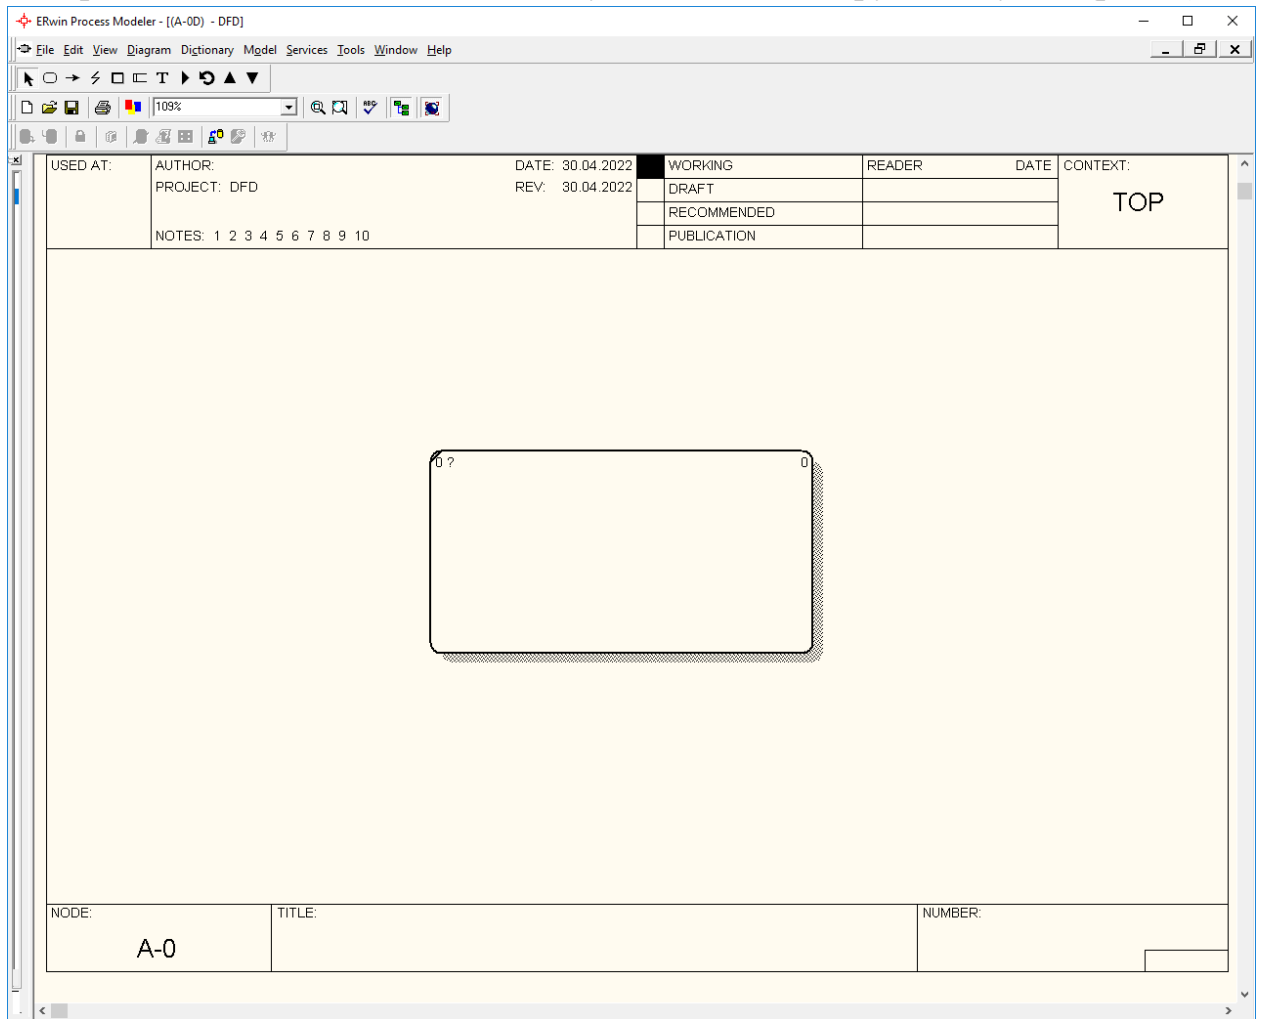 ERwin Process Modeler - [(A-0D) - DFD]
File Edit View Diagram Dictionary Model Services Tools Window Help
T
109%
ABC
USED AT: AUTHOR: DATE: 30.04.2022 WORKING READER DATE CONTEXT:
PROJECT: DFD REV: 30.04.2022 DRAFT
TOP
RECOMMENDED
NOTES: 1 2 3 4 5 6 7 8 9 10 PUBLICATION
0 ? 0
NODE: TITLE: NUMBER:
A-0